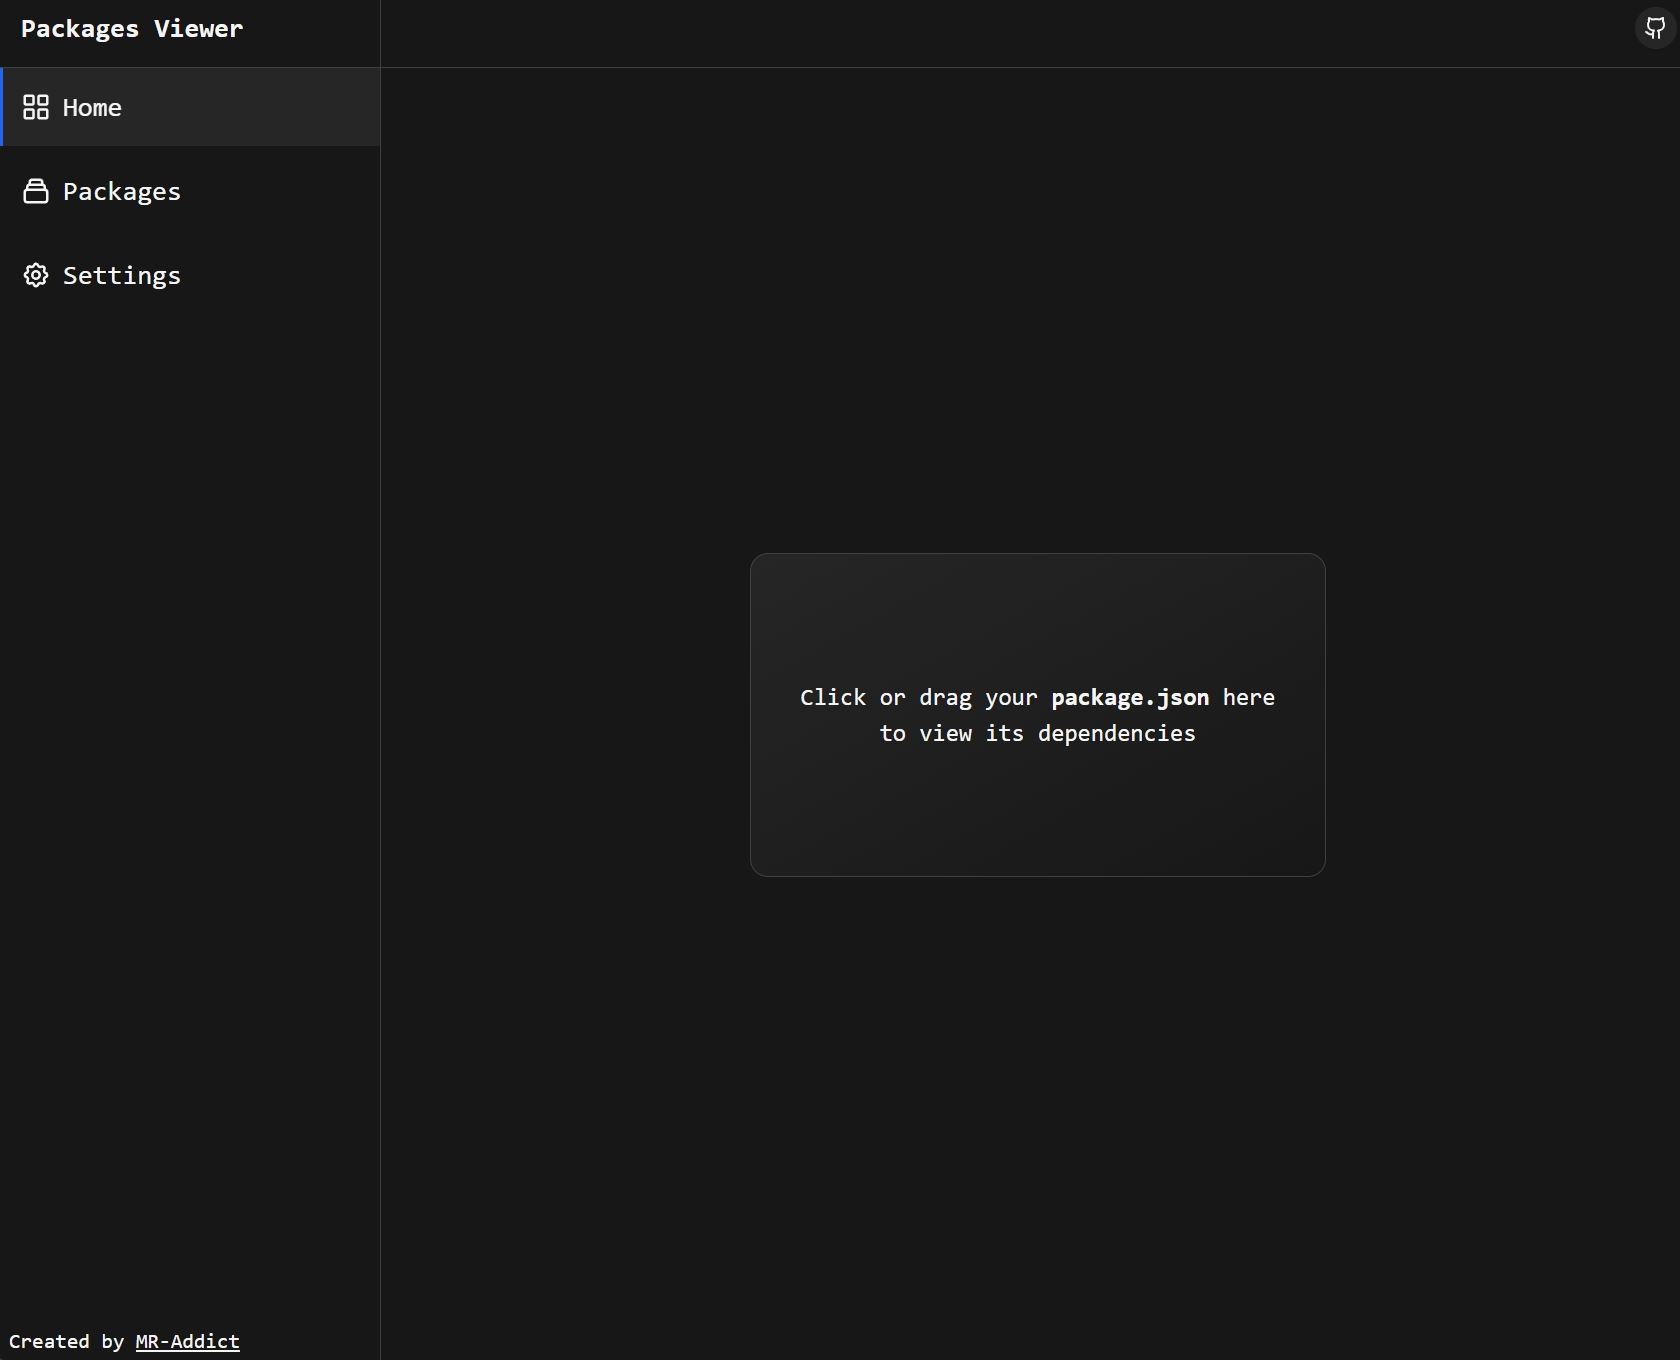 Packages Viewer
Home
Packages
Settings
Click or drag your package.json here
to view its dependencies
Created by MR-Addict